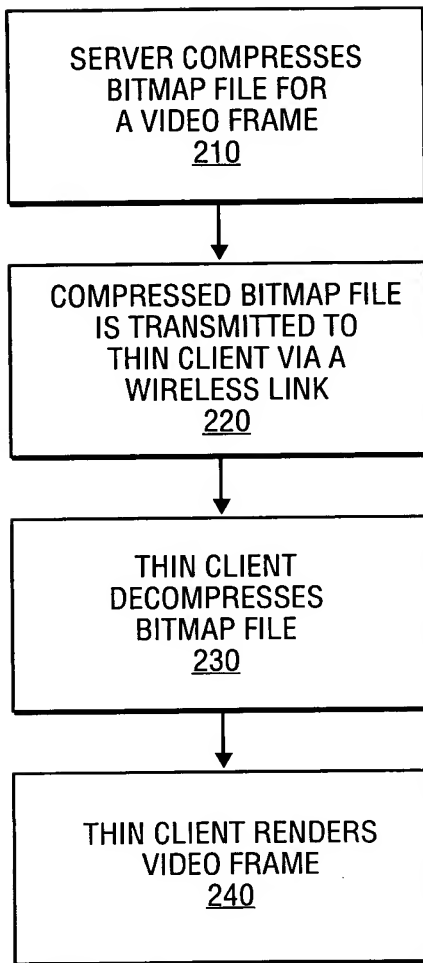 SERVER COMPRESSES
BITMAP FILE FOR
A VIDEO FRAME
210
COMPRESSED BITMAP FILE
IS TRANSMITTED TO
THIN CLIENT VIA A
WIRELESS LINK
220
THIN CLIENT
DECOMPRESSES
BITMAP FILE
230
THIN CLIENT RENDERS
VIDEO FRAME
240